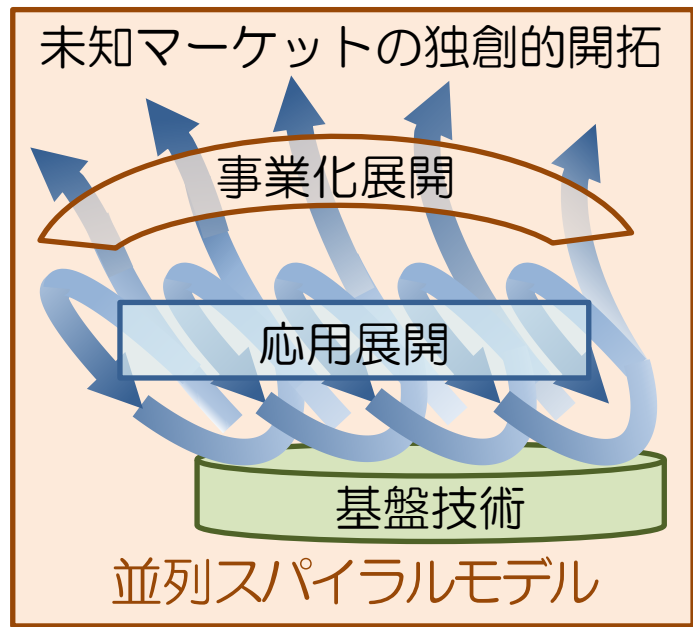 未知マーケットの独創的開拓
事業化展開
応用展開
基盤技術
並列スパイラルモデル